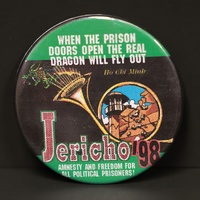 WHEN THE PRISON
DOORS OPEN THE REAL
DRAGON WILL FLY OUT
Ho Chi Minh
Jericho '98
AMNESTY AND FREEDOM FOR
ALL POLITICAL PRISONERS!